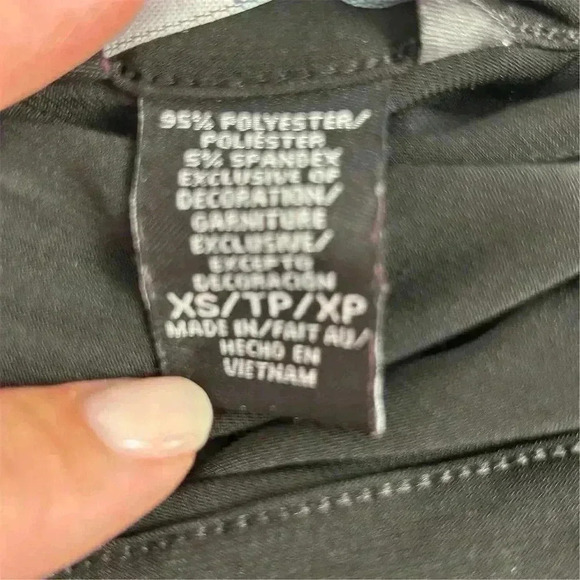 95% POLYESTER/
POLIÉSTER
5% SPANDEX
EXCLUSIVE OF
DECORATION/
GARNITURE
EXCLUSIVE/
EXCEPTO
DECORACIÓN
XS/TP/XP
MADE IN/FAIT AU/
HECHO EN
VIETNAM